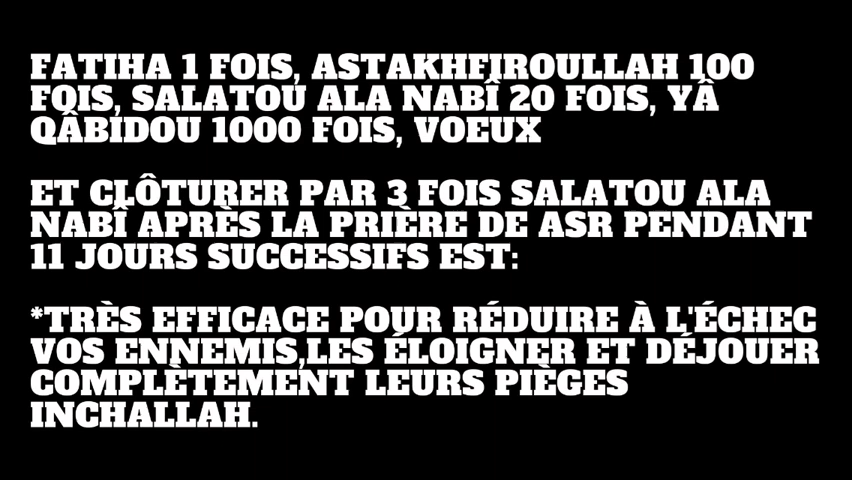 FATIHA 1 FOIS, ASTAKHFIROULLAH 100
FOIS, SALATOU ALA NABÎ 20 FOIS, YÂ
QÂBIDOU 1000 FOIS, VOEUX
ET CLÔTURER PAR 3 FOIS SALATOU ALA
NABÎ APRÈS LA PRIÈRE DE ASR PENDANT
11 JOURS SUCCESSIFS EST:
*TRÈS EFFICACE POUR RÉDUIRE À L'ÉCHEC
VOS ENNEMIS,LES ÉLOIGNER ET DÉJOUER
COMPLÈTEMENT LEURS PIÈGES
INCHALLAH.